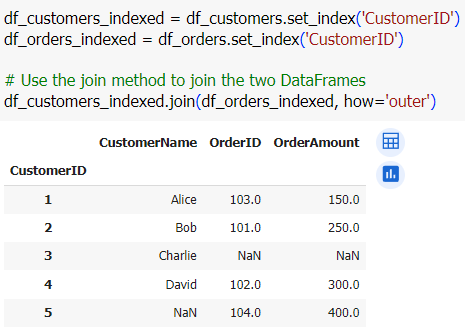 df_customers_indexed = df_customers.set_index('CustomerID')
df_orders_indexed = df_orders.set_index('CustomerID')
# Use the join method to join the two DataFrames
df_customers_indexed.join(df_orders_indexed, how='outer')
CustomerName OrderID OrderAmount
CustomerID
1 Alice 103.0 150.0
2 Bob 101.0 250.0
3 Charlie NaN NaN
4 David 102.0 300.0
5 NaN 104.0 400.0